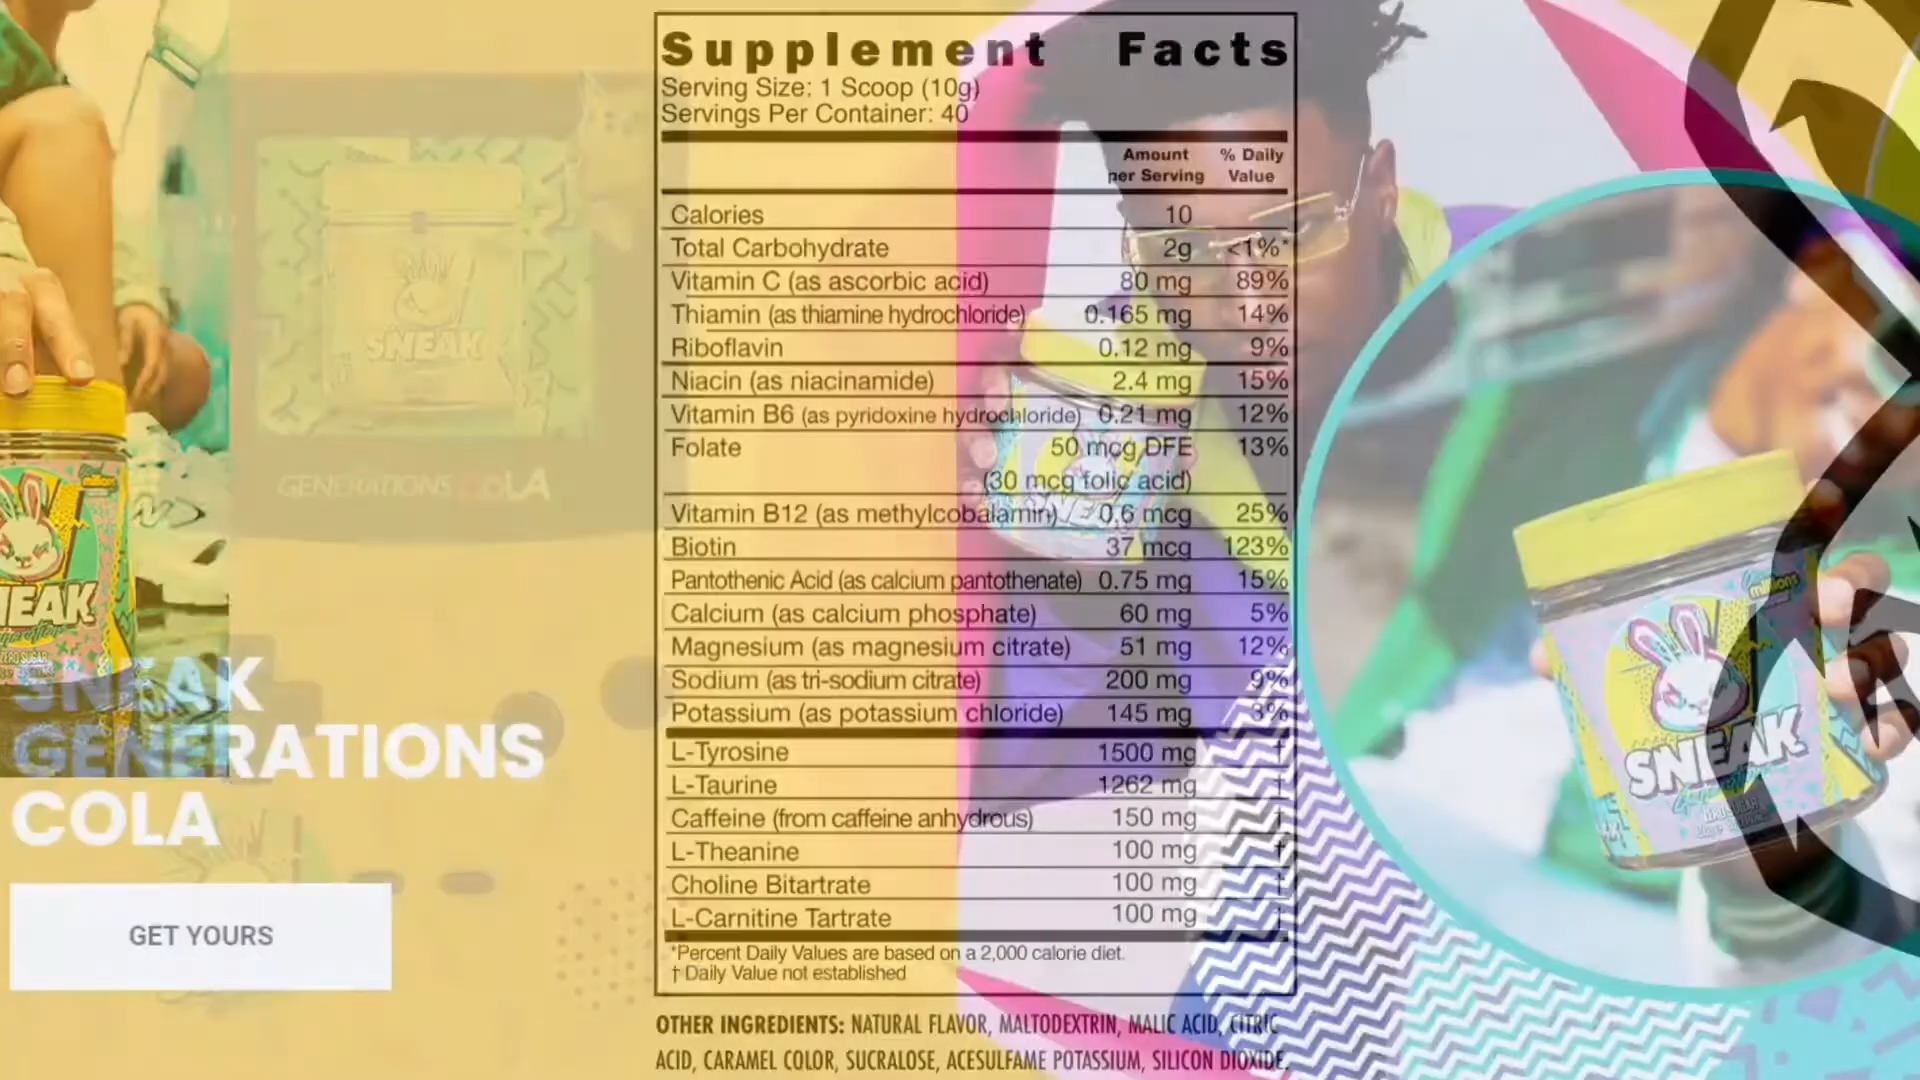 Supplement Facts
Serving Size: 1 Scoop (10g)
Servings Per Container: 40
Amount per Serving % Daily Value
Calories 10
Total Carbohydrate 2g <1%*
Vitamin C (as ascorbic acid) 80 mg 89%
Thiamin (as thiamine hydrochloride) 0.165 mg 14%
Riboflavin 0.12 mg 9%
Niacin (as niacinamide) 2.4 mg 15%
Vitamin B6 (as pyridoxine hydrochloride) 0.21 mg 12%
Folate 50 mcg DFE 13%
(30 mcg folic acid)
Vitamin B12 (as methylcobalamin) 0.6 mcg 25%
Biotin 37 mcg 123%
Pantothenic Acid (as calcium pantothenate) 0.75 mg 15%
Calcium (as calcium phosphate) 60 mg 5%
Magnesium (as magnesium citrate) 51 mg 12%
Sodium (as tri-sodium citrate) 200 mg 9%
Potassium (as potassium chloride) 145 mg 3%
L-Tyrosine 1500 mg †
L-Taurine 1262 mg †
Caffeine (from caffeine anhydrous) 150 mg †
L-Theanine 100 mg †
Choline Bitartrate 100 mg †
L-Carnitine Tartrate 100 mg †
*Percent Daily Values are based on a 2,000 calorie diet.
† Daily Value not established
OTHER INGREDIENTS: NATURAL FLAVOR, MALTODEXTRIN, MALIC ACID, CITRIC
ACID, CARAMEL COLOR, SUCRALOSE, ACESULFAME POTASSIUM, SILICON DIOXIDE.
SNEAK
GENERATIONS
COLA
GET YOURS
SNEAK
GENERATIONS COLA
NEAK
ZERO SUGAR
SNEAK
millions
SNEAK